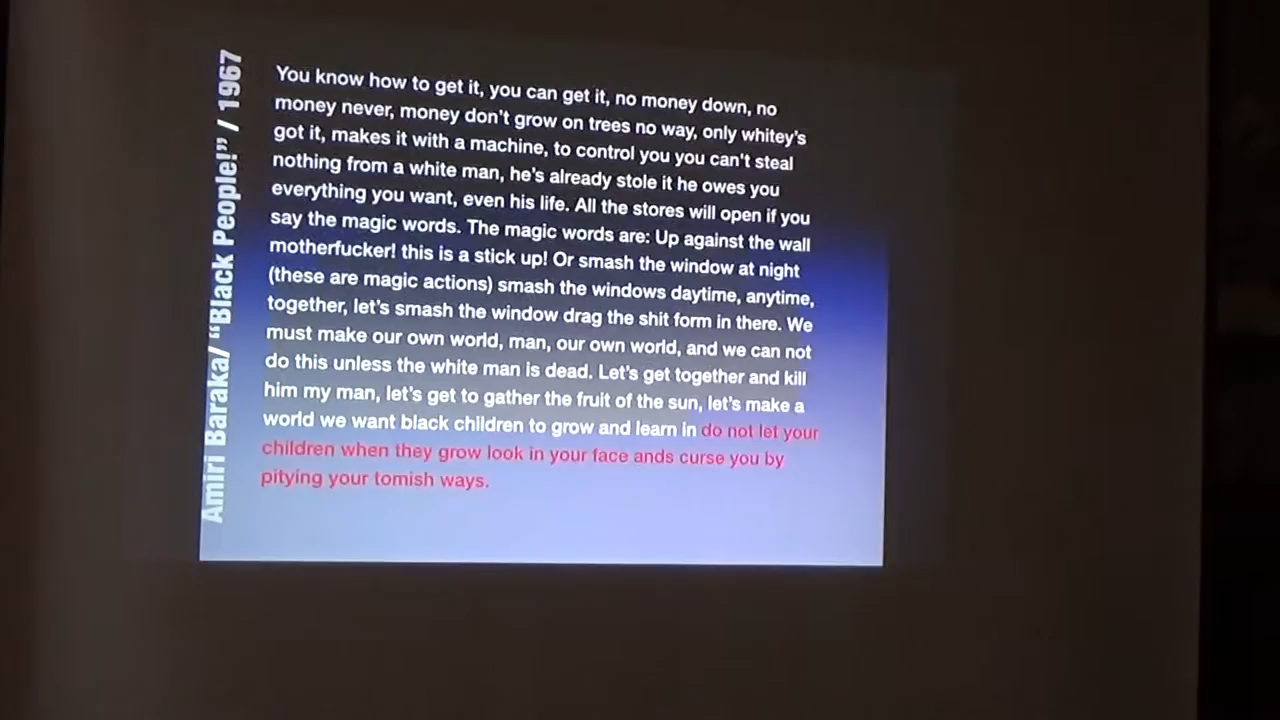 Amiri Baraka/ “Black People!” / 1967
You know how to get it, you can get it, no money down, no
money never, money don’t grow on trees no way, only whitey’s
got it, makes it with a machine, to control you you can't steal
nothing from a white man, he’s already stole it he owes you
everything you want, even his life. All the stores will open if you
say the magic words. The magic words are: Up against the wall
motherfucker! this is a stick up! Or smash the window at night
(these are magic actions) smash the windows daytime, anytime,
together, let’s smash the window drag the shit form in there. We
must make our own world, man, our own world, and we can not
do this unless the white man is dead. Let’s get together and kill
him my man, let’s get to gather the fruit of the sun, let’s make a
world we want black children to grow and learn in do not let your
children when they grow look in your face ands curse you by
pitying your tomish ways.